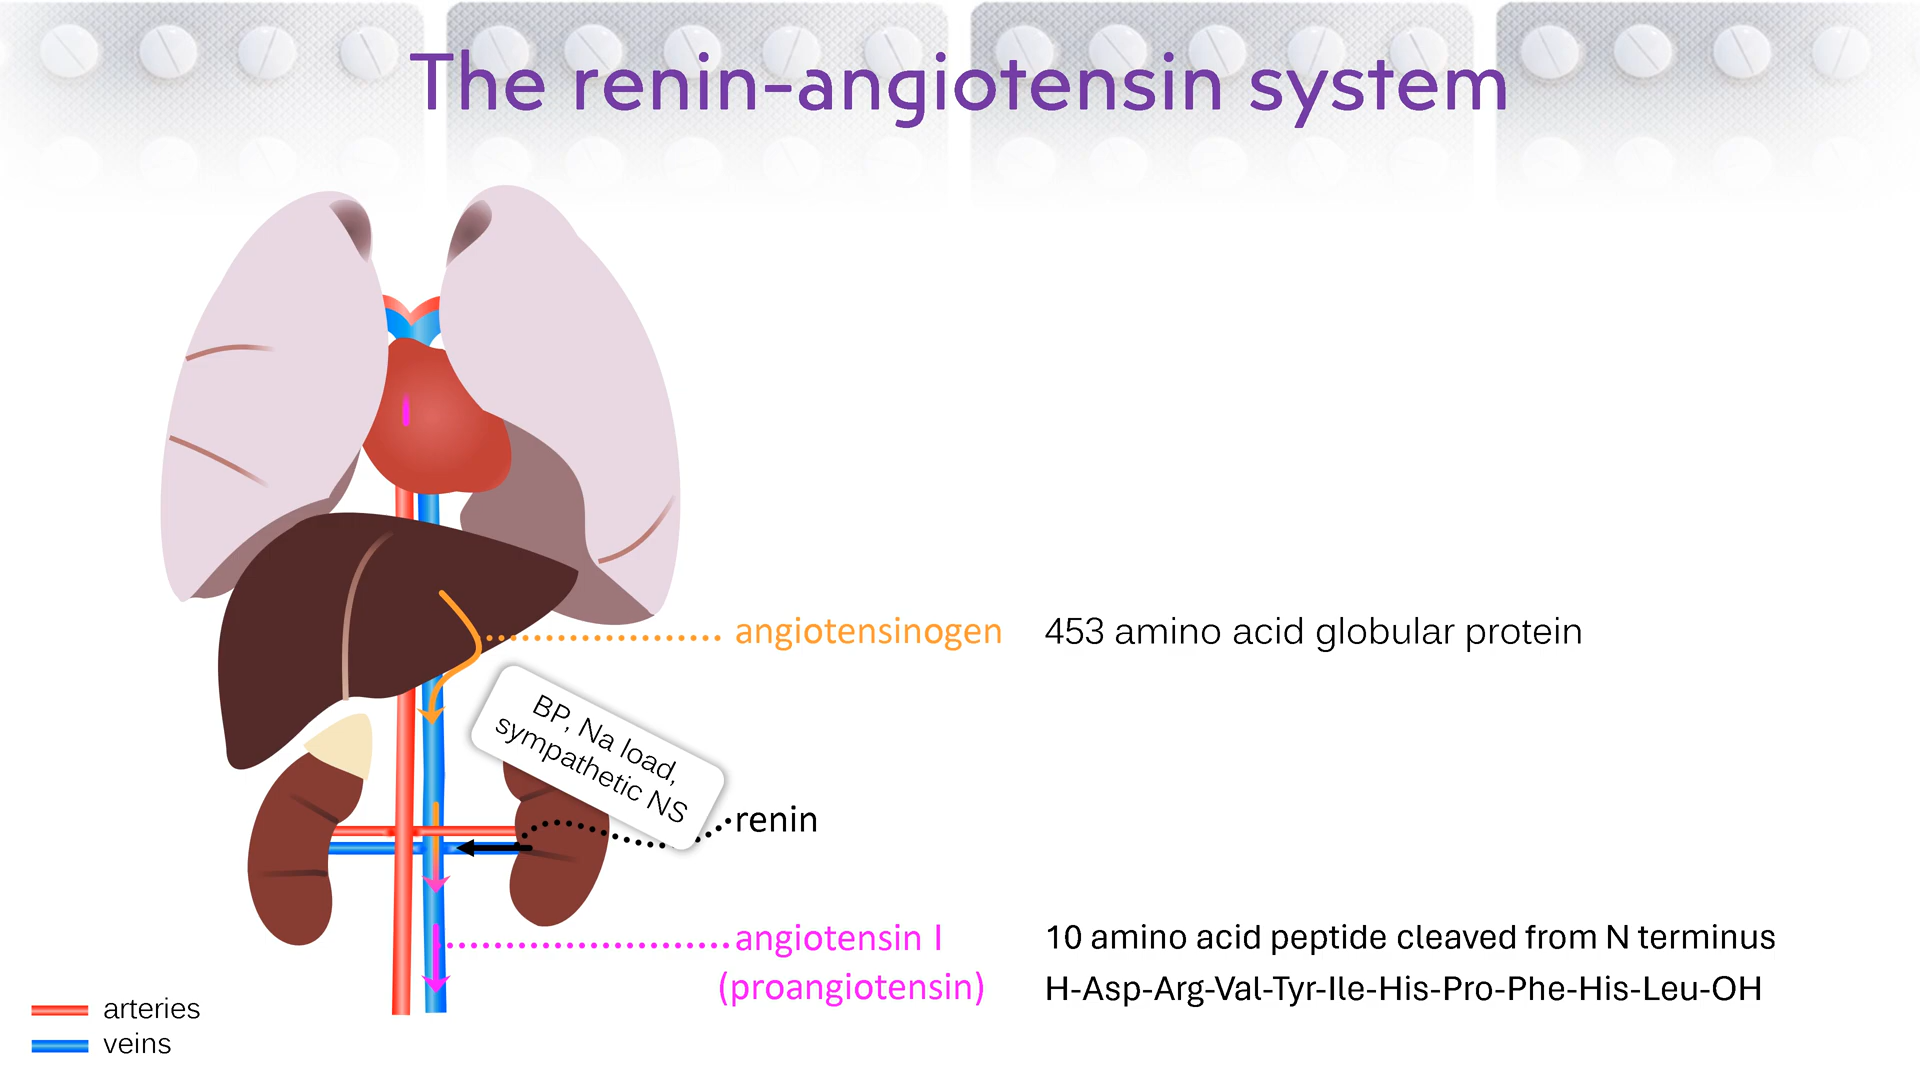 The renin-angiotensin system
angiotensinogen 453 amino acid globular protein
BP, Na load,
sympathetic NS
renin
angiotensin I 10 amino acid peptide cleaved from N terminus
(proangiotensin) H-Asp-Arg-Val-Tyr-Ile-His-Pro-Phe-His-Leu-OH
arteries
veins